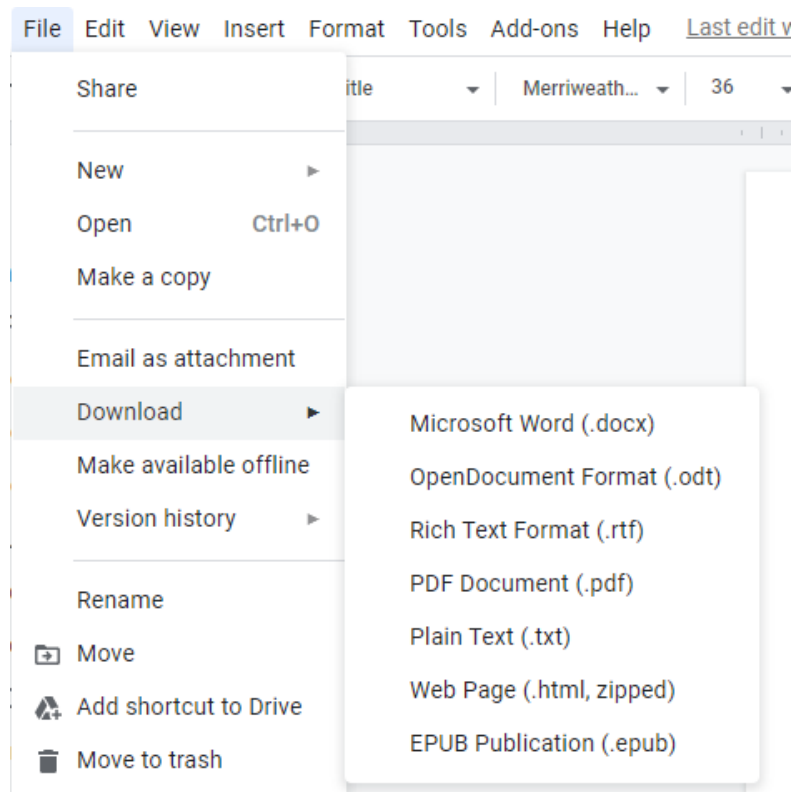 File Edit View Insert Format Tools Add-ons Help Last edit
Share
itle Merriweath... 36
New
Open Ctrl+O
Make a copy
Email as attachment
Download
Microsoft Word (.docx)
Make available offline
OpenDocument Format (.odt)
Version history
Rich Text Format (.rtf)
PDF Document (.pdf)
Rename
Plain Text (.txt)
Move
Web Page (.html, zipped)
Add shortcut to Drive
EPUB Publication (.epub)
Move to trash